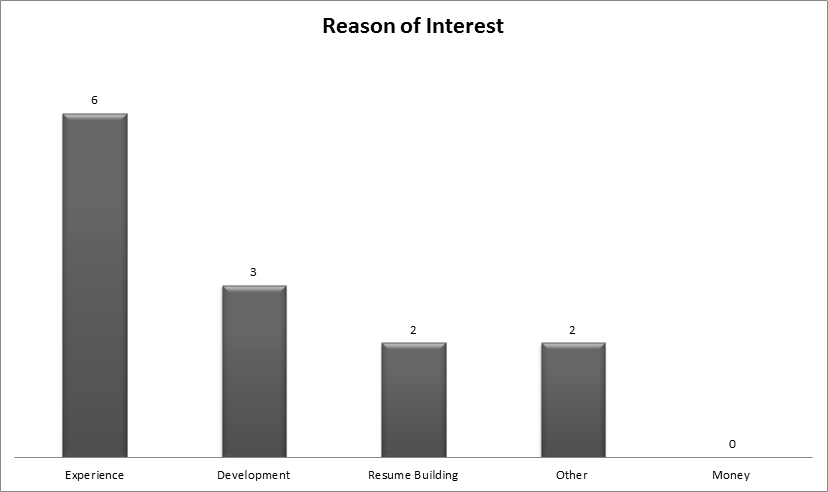 Reason of Interest
6
3
2
2
0
Experience
Development
Resume Building
Other
Money